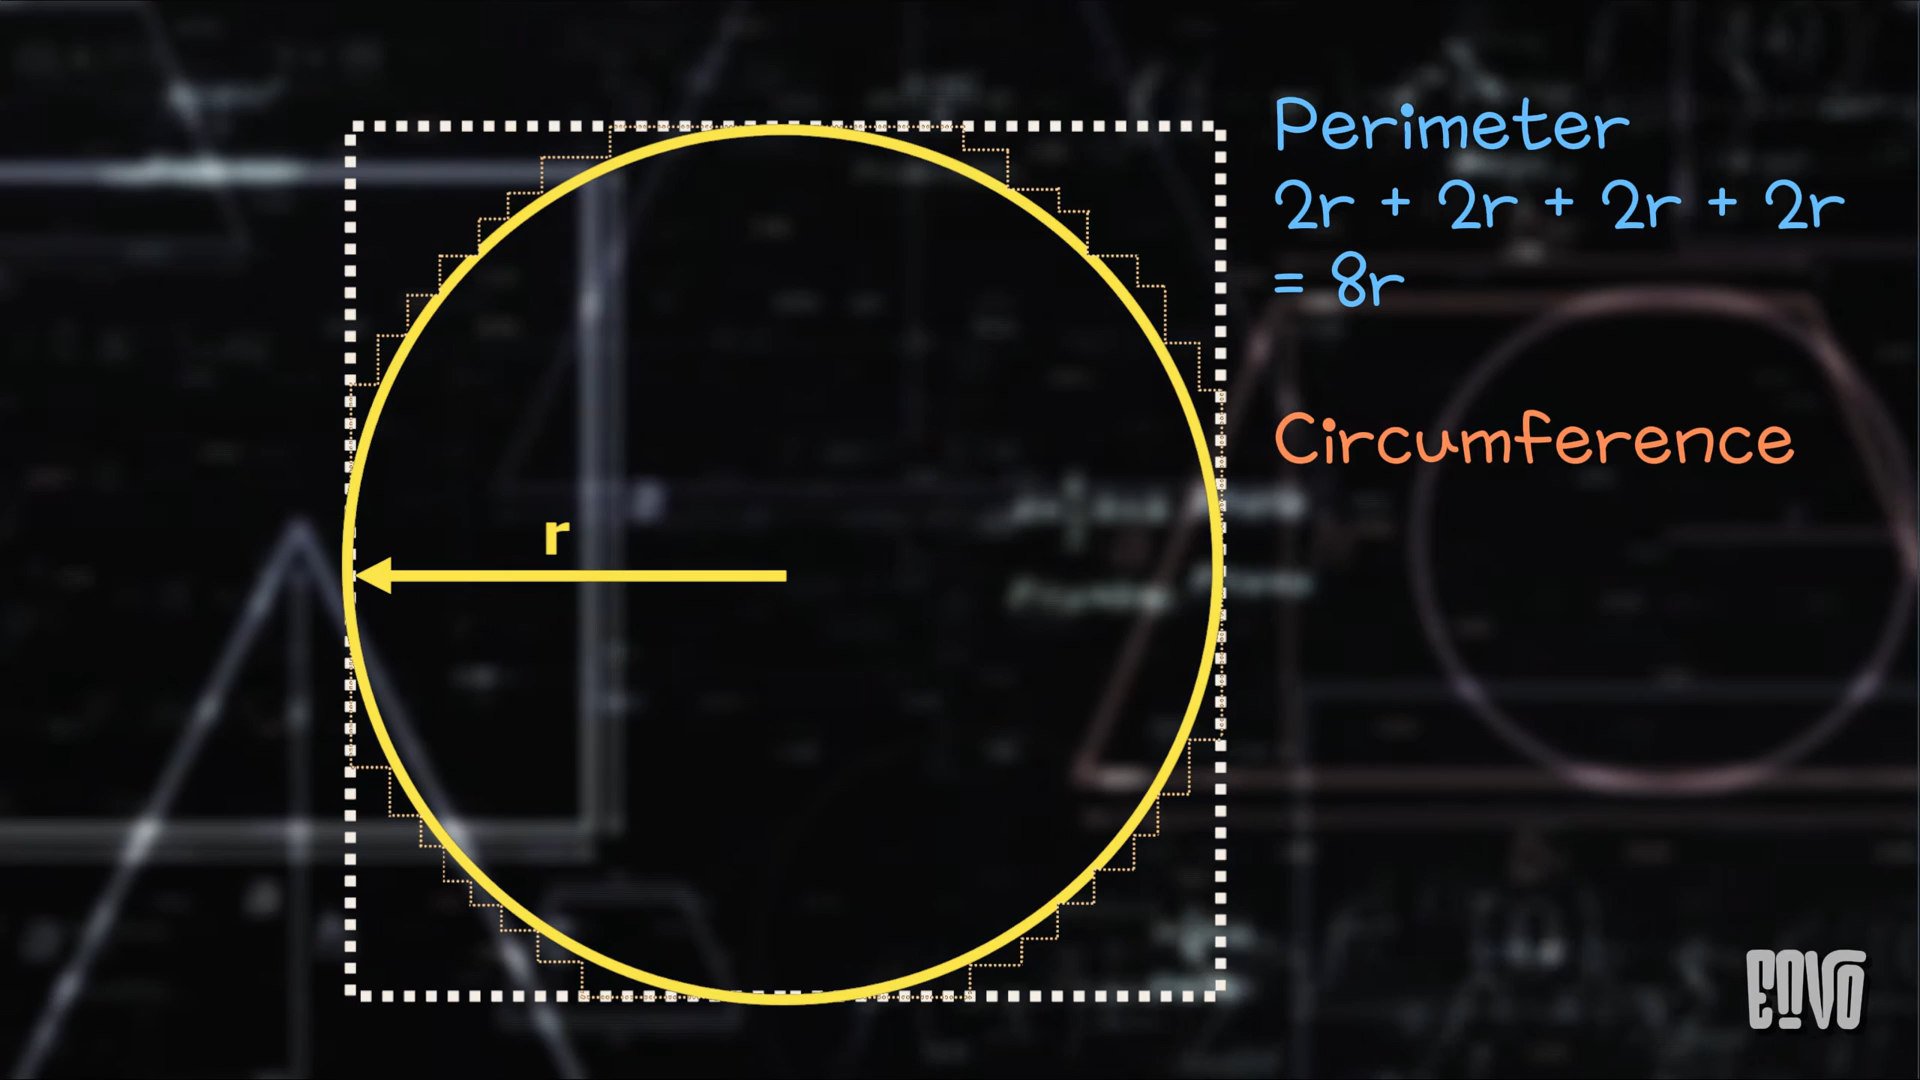 Perimeter
2r + 2r + 2r + 2r
= 8r
Circumference
r